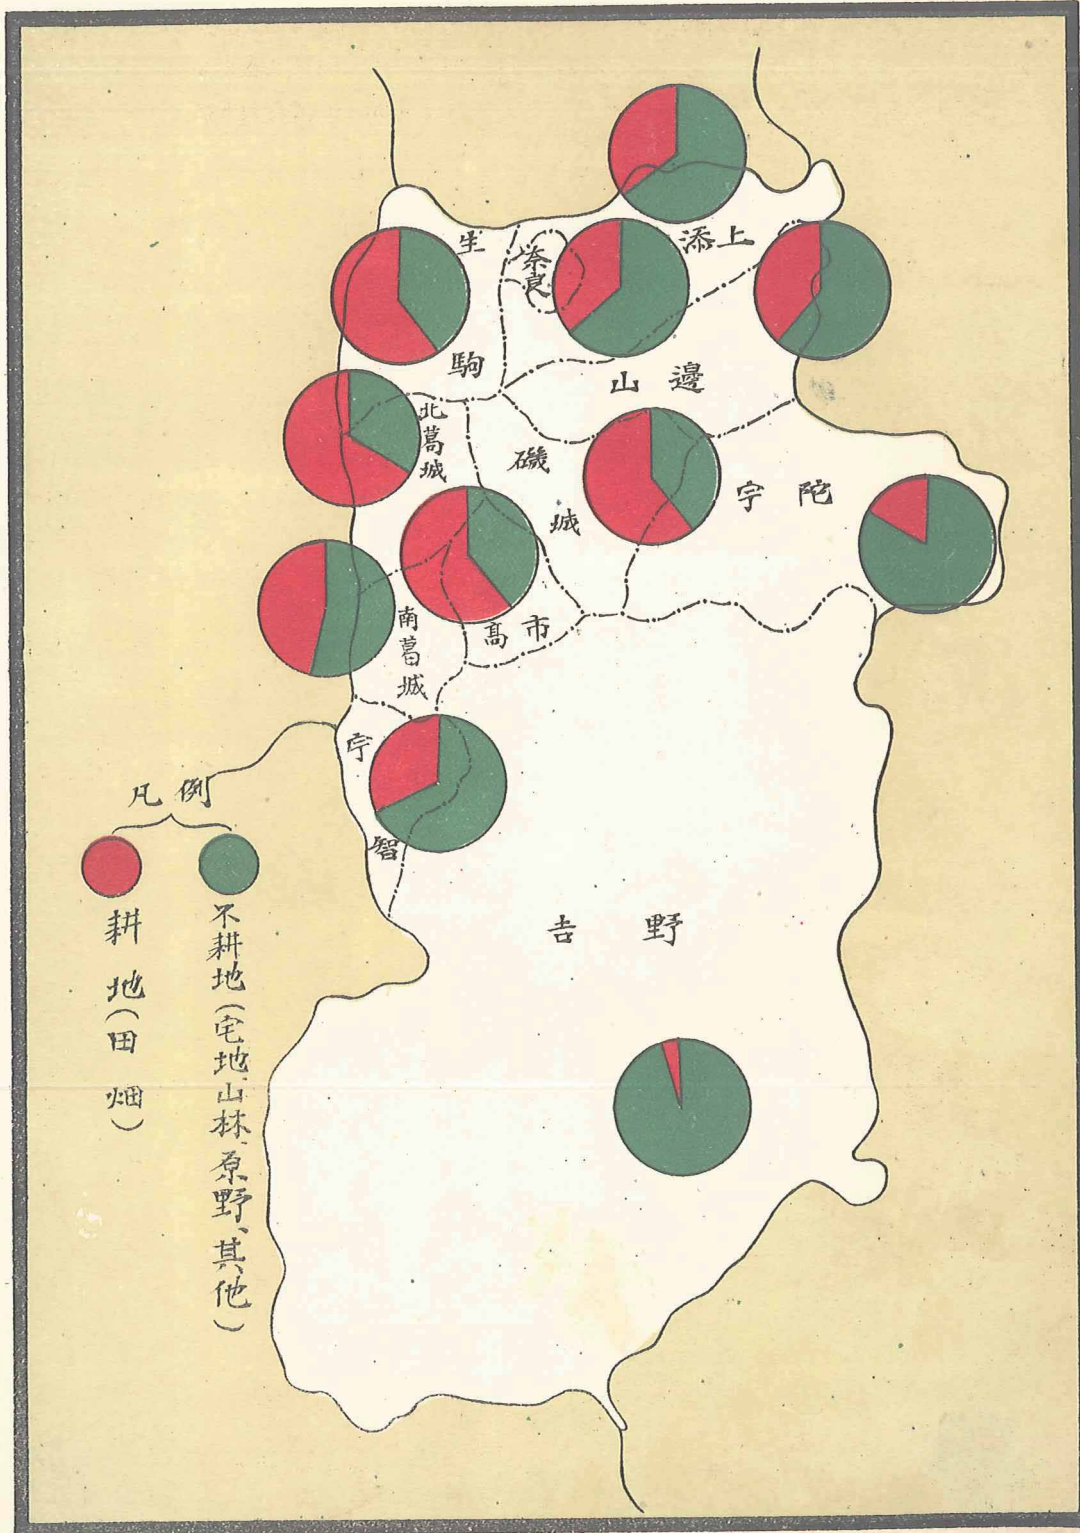 添上
奈良
生駒
山邊
北葛城
磯城
宇陀
南葛城
高市
宇智
吉野
凡例
耕地(田畑)
不耕地(宅地、山林、原野、其他)